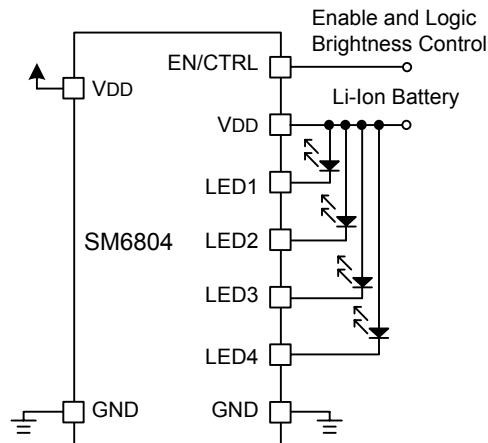 Enable and Logic
Brightness Control
EN/CTRL
Li-Ion Battery
VDD
VDD
LED1
SM6804
LED2
LED3
LED4
GND
GND